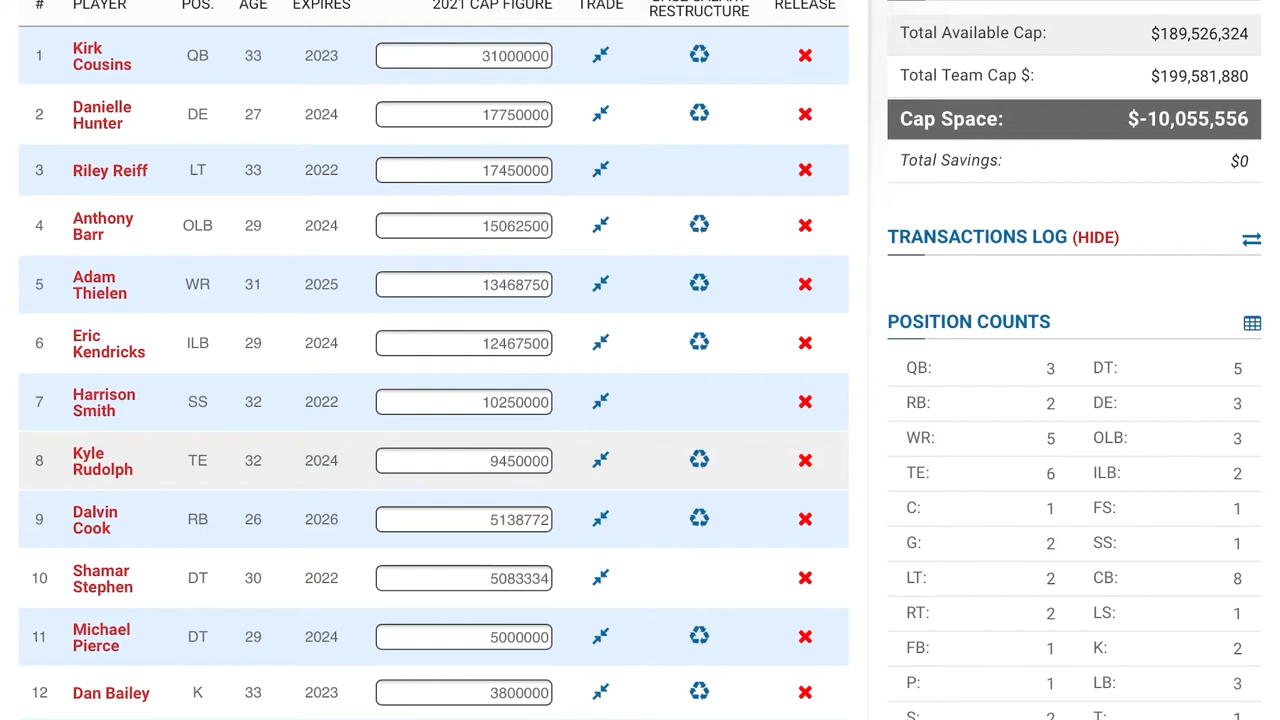 # PLAYER POS. AGE EXPIRES 2021 CAP FIGURE TRADE RESTRUCTURE RELEASE
1 Kirk Cousins QB 33 2023 31000000
2 Danielle Hunter DE 27 2024 17750000
3 Riley Reiff LT 33 2022 17450000
4 Anthony Barr OLB 29 2024 15062500
5 Adam Thielen WR 31 2025 13468750
6 Eric Kendricks ILB 29 2024 12467500
7 Harrison Smith SS 32 2022 10250000
8 Kyle Rudolph TE 32 2024 9450000
9 Dalvin Cook RB 26 2026 5138772
10 Shamar Stephen DT 30 2022 5083334
11 Michael Pierce DT 29 2024 5000000
12 Dan Bailey K 33 2023 3800000
Total Available Cap: $189,526,324
Total Team Cap $: $199,581,880
Cap Space: $-10,055,556
Total Savings: $0
TRANSACTIONS LOG (HIDE)
POSITION COUNTS
QB: 3 DT: 5
RB: 2 DE: 3
WR: 5 OLB: 3
TE: 6 ILB: 2
C: 1 FS: 1
G: 2 SS: 1
LT: 2 CB: 8
RT: 2 LS: 1
FB: 1 K: 2
P: 1 LB: 3
S: 2 T: 1